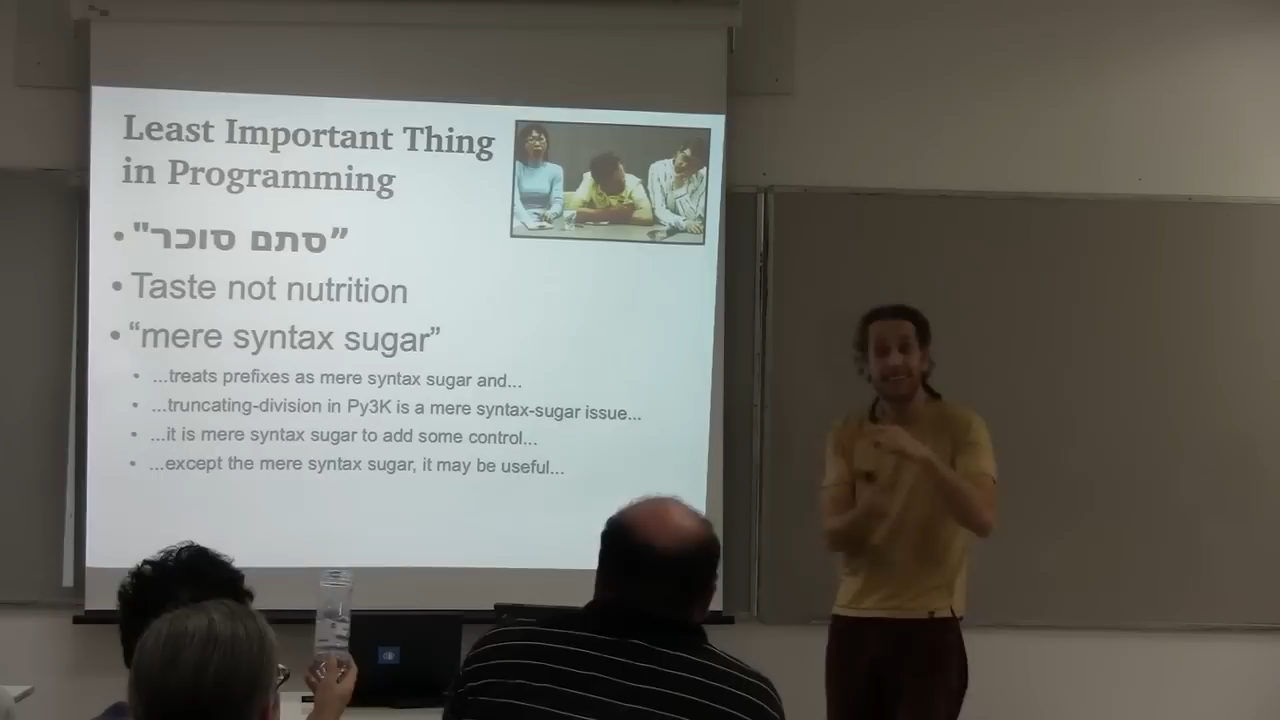 Least Important Thing
in Programming
• "סתם סוכר”
• Taste not nutrition
• “mere syntax sugar”
• ...treats prefixes as mere syntax sugar and...
• ...truncating-division in Py3K is a mere syntax-sugar issue...
• ...it is mere syntax sugar to add some control...
• ...except the mere syntax sugar, it may be useful...